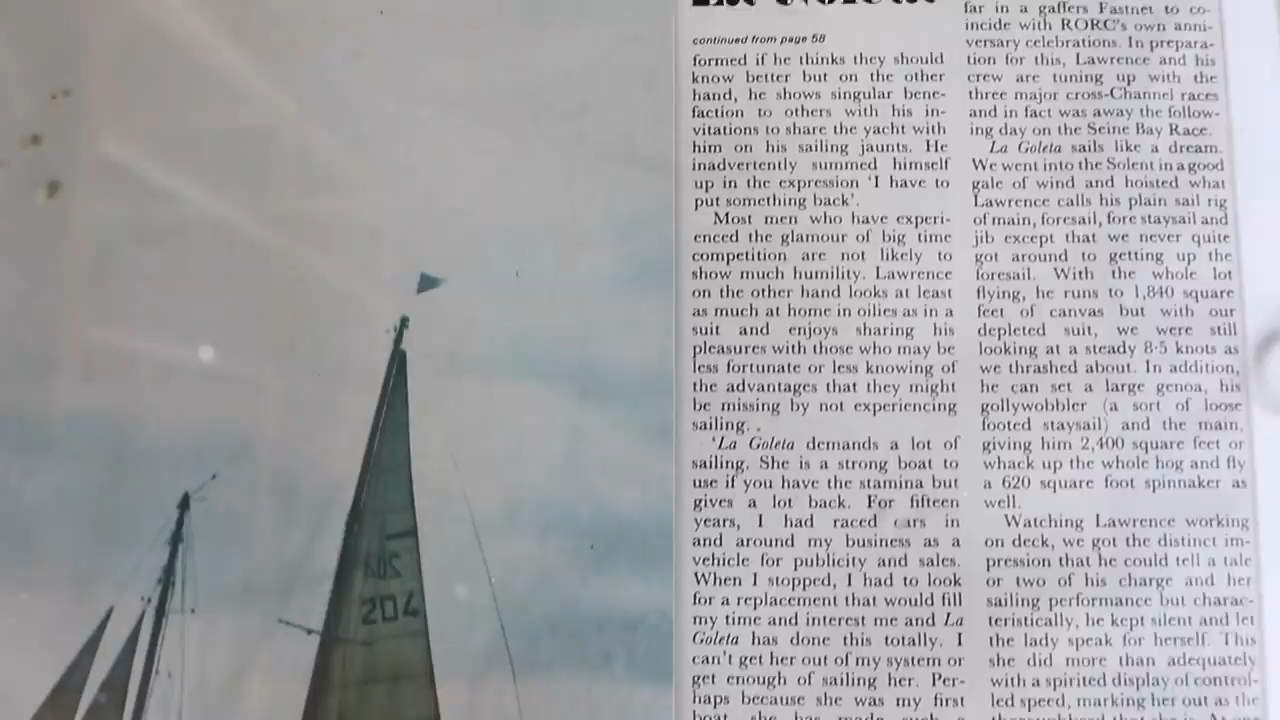 204
continued from page 58
formed if he thinks they should
know better but on the other
hand, he shows singular bene-
faction to others with his in-
vitations to share the yacht with
him on his sailing jaunts. He
inadvertently summed himself
up in the expression 'I have to
put something back'.
Most men who have experi-
enced the glamour of big time
competition are not likely to
show much humility. Lawrence
on the other hand looks at least
as much at home in oilies as in a
suit and enjoys sharing his
pleasures with those who may be
less fortunate or less knowing of
the advantages that they might
be missing by not experiencing
sailing. .
'La Goleta demands a lot of
sailing. She is a strong boat to
use if you have the stamina but
gives a lot back. For fifteen
years, I had raced cars in
and around my business as a
vehicle for publicity and sales.
When I stopped, I had to look
for a replacement that would fill
my time and interest me and La
Goleta has done this totally. I
can't get her out of my system or
get enough of sailing her. Per-
haps because she was my first
boat, she has made such a
far in a gaffers Fastnet to co-
incide with RORC's own anni-
versary celebrations. In prepara-
tion for this, Lawrence and his
crew are tuning up with the
three major cross-Channel races
and in fact was away the follow-
ing day on the Seine Bay Race.
La Goleta sails like a dream.
We went into the Solent in a good
gale of wind and hoisted what
Lawrence calls his plain sail rig
of main, foresail, fore staysail and
jib except that we never quite
got around to getting up the
foresail. With the whole lot
flying, he runs to 1,840 square
feet of canvas but with our
depleted suit, we were still
looking at a steady 8·5 knots as
we thrashed about. In addition,
he can set a large genoa, his
gollywobbler (a sort of loose
footed staysail) and the main,
giving him 2,400 square feet or
whack up the whole hog and fly
a 620 square foot spinnaker as
well.
Watching Lawrence working
on deck, we got the distinct im-
pression that he could tell a tale
or two of his charge and her
sailing performance but charac-
teristically, he kept silent and let
the lady speak for herself. This
she did more than adequately
with a spirited display of control-
led speed, marking her out as the